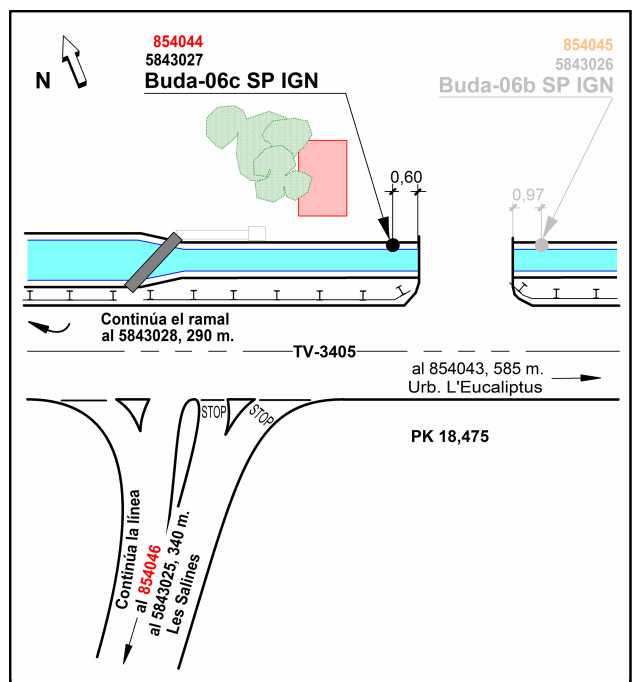 854044
5843027
Buda-06c SP IGN
854045
5843026
Buda-06b SP IGN
N
0,60
0,97
Continúa el ramal
al 5843028, 290 m.
TV-3405
al 854043, 585 m.
Urb. L'Eucaliptus
STOP
STOP
PK 18,475
Continúa la línea
al 854046
al 5843025, 340 m.
Les Salines